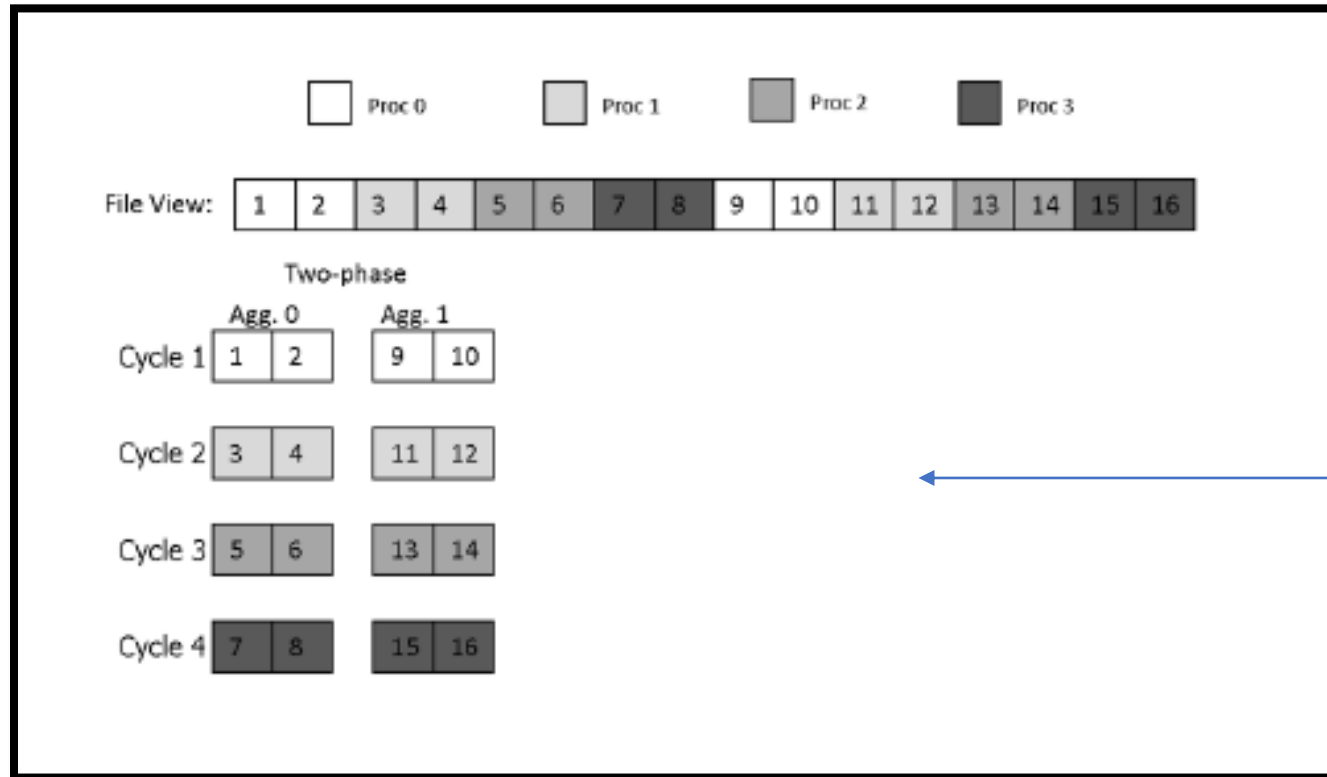 Proc 0 Proc 1 Proc 2 Proc 3
File View: 1 2 3 4 5 6 7 8 9 10 11 12 13 14 15 16
Two-phase
Agg. 0 Agg. 1
Cycle 1 1 2 9 10
Cycle 2 3 4 11 12
Cycle 3 5 6 13 14
Cycle 4 7 8 15 16